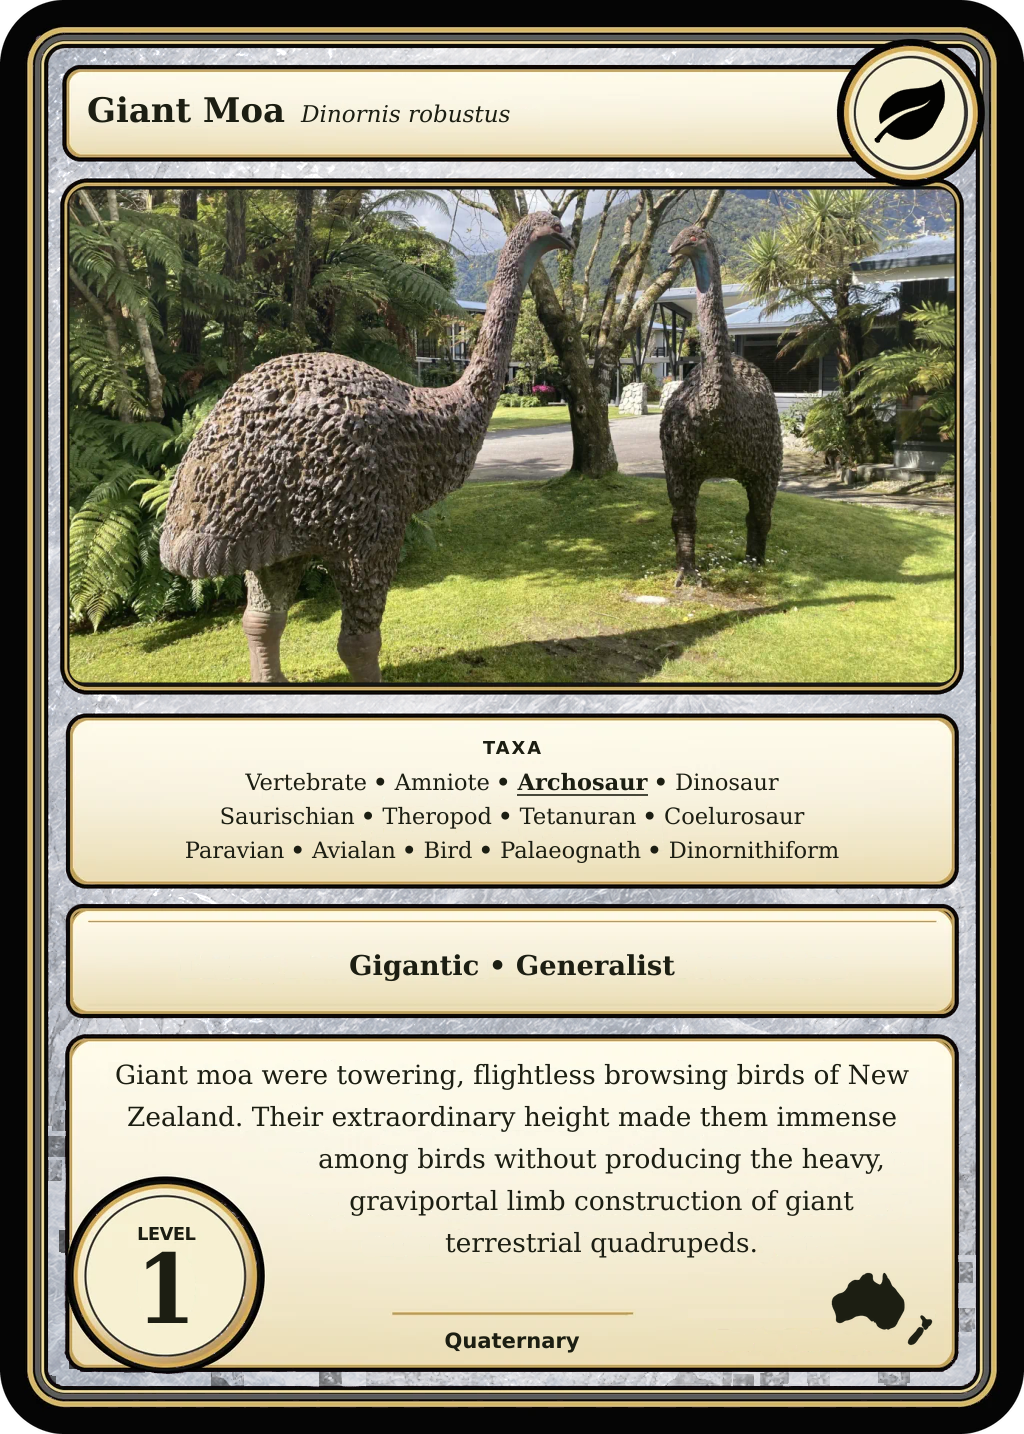 Giant Moa Dinornis robustus
TAXA
Vertebrate • Amniote • Archosaur • Dinosaur
Saurischian • Theropod • Tetanuran • Coelurosaur
Paravian • Avialan • Bird • Palaeognath • Dinornithiform
Gigantic • Generalist
Giant moa were towering, flightless browsing birds of New
Zealand. Their extraordinary height made them immense
among birds without producing the heavy,
graviportal limb construction of giant
terrestrial quadrupeds.
LEVEL
1
Quaternary